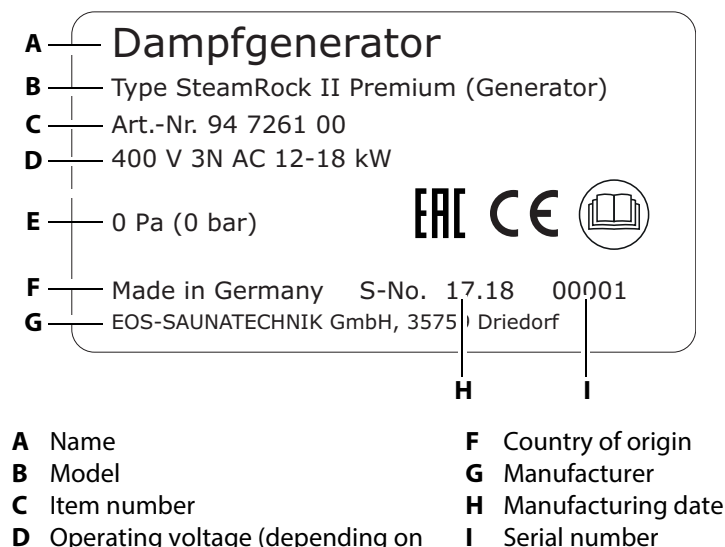 A Dampfgenerator
B Type SteamRock II Premium (Generator)
C Art.-Nr. 94 7261 00
D 400 V 3N AC 12-18 kW
E 0 Pa (0 bar) EAC CE
F Made in Germany S-No. 17.18 00001
G EOS-SAUNATECHNIK GmbH, 35759 Driedorf
H I
A Name
B Model
C Item number
D Operating voltage (depending on
F Country of origin
G Manufacturer
H Manufacturing date
I Serial number